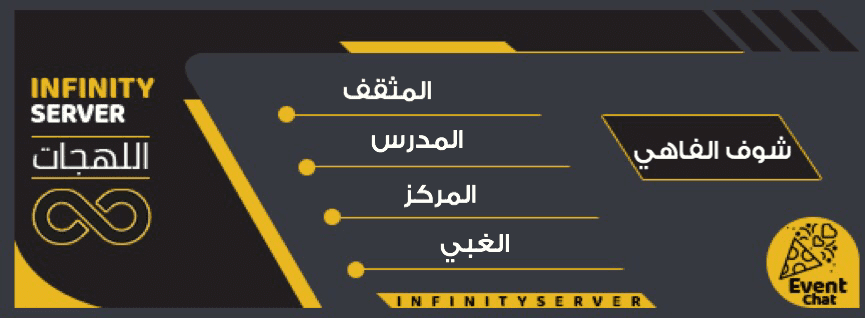 INFINITY
SERVER
اللهجات
شوف الفاهي
المثقف
المدرس
المركز
الغبي
INFINITYSERVER
Event
Chat